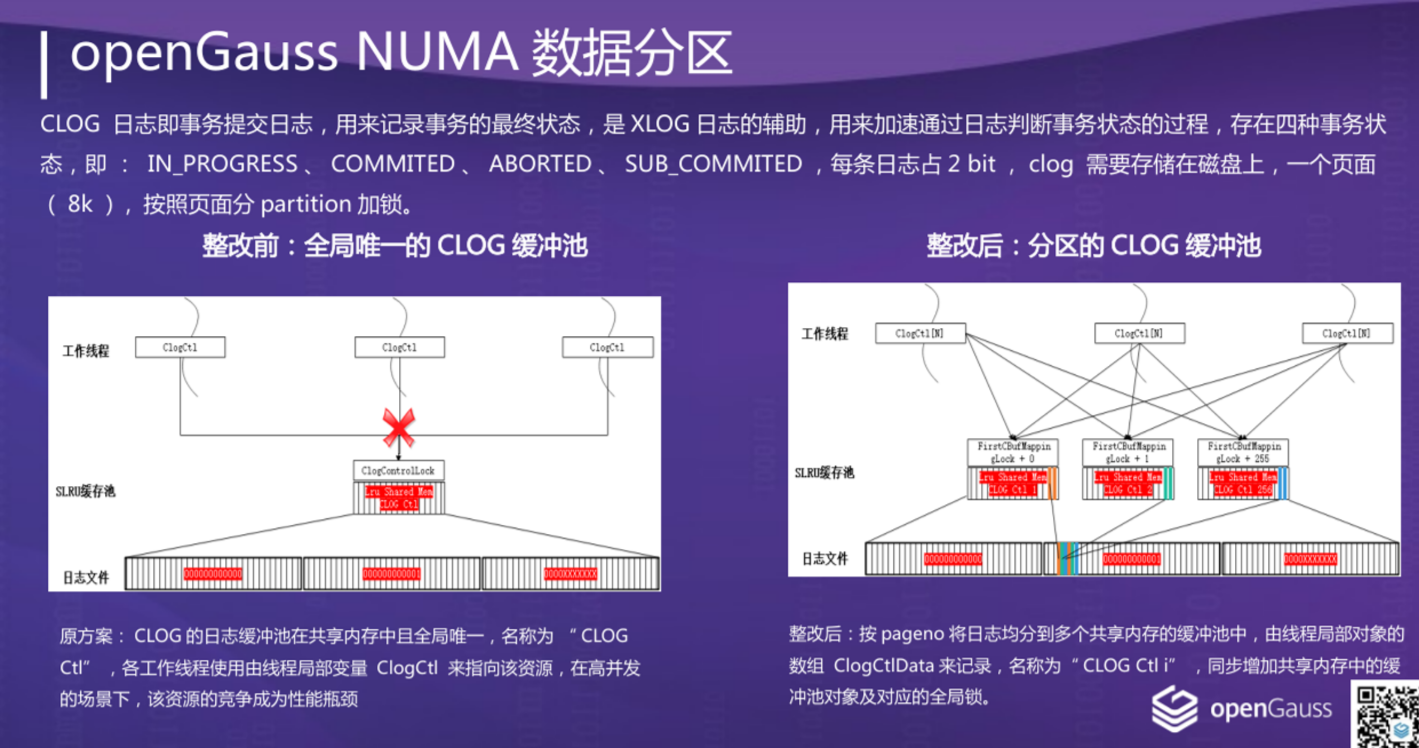 openGauss NUMA 数据分区
CLOG 日志即事务提交日志，用来记录事务的最终状态，是 XLOG 日志的辅助，用来加速通过日志判断事务状态的过程，存在四种事务状
态，即 ： IN_PROGRESS 、 COMMITED 、 ABORTED 、 SUB_COMMITED ，每条日志占 2 bit ， clog 需要存储在磁盘上，一个页面
（ 8k ），按照页面分 partition 加锁。
整改前：全局唯一的 CLOG 缓冲池
工作线程
ClogCtl
ClogCtl
ClogCtl
ClogControlLock
SLRU缓存池
Lru Shared Mem
CLOG Ctl
日志文件
000000000000
000000000001
0000XXXXXXXX
原方案： CLOG 的日志缓冲池在共享内存中且全局唯一，名称为 “ CLOG
Ctl” ，各工作线程使用由线程局部变量 ClogCtl 来指向该资源，在高并发
的场景下，该资源的竞争成为性能瓶颈
整改后：分区的 CLOG 缓冲池
工作线程
ClogCtl[N]
ClogCtl[N]
ClogCtl[N]
FirstCBufMappin
gLock + 0
FirstCBufMappin
gLock + 1
FirstCBufMappin
gLock + 255
SLRU缓存池
Lru Shared Mem
CLOG Ctl 1
Lru Shared Mem
CLOG Ctl 2
Lru Shared Mem
CLOG Ctl 256
日志文件
000000000000
000000000001
0000XXXXXXXX
整改后：按 pageno 将日志均分到多个共享内存的缓冲池中，由线程局部对象的
数组 ClogCtlData 来记录，名称为“ CLOG Ctl i” ，同步增加共享内存中的缓
冲池对象及对应的全局锁。
openGauss